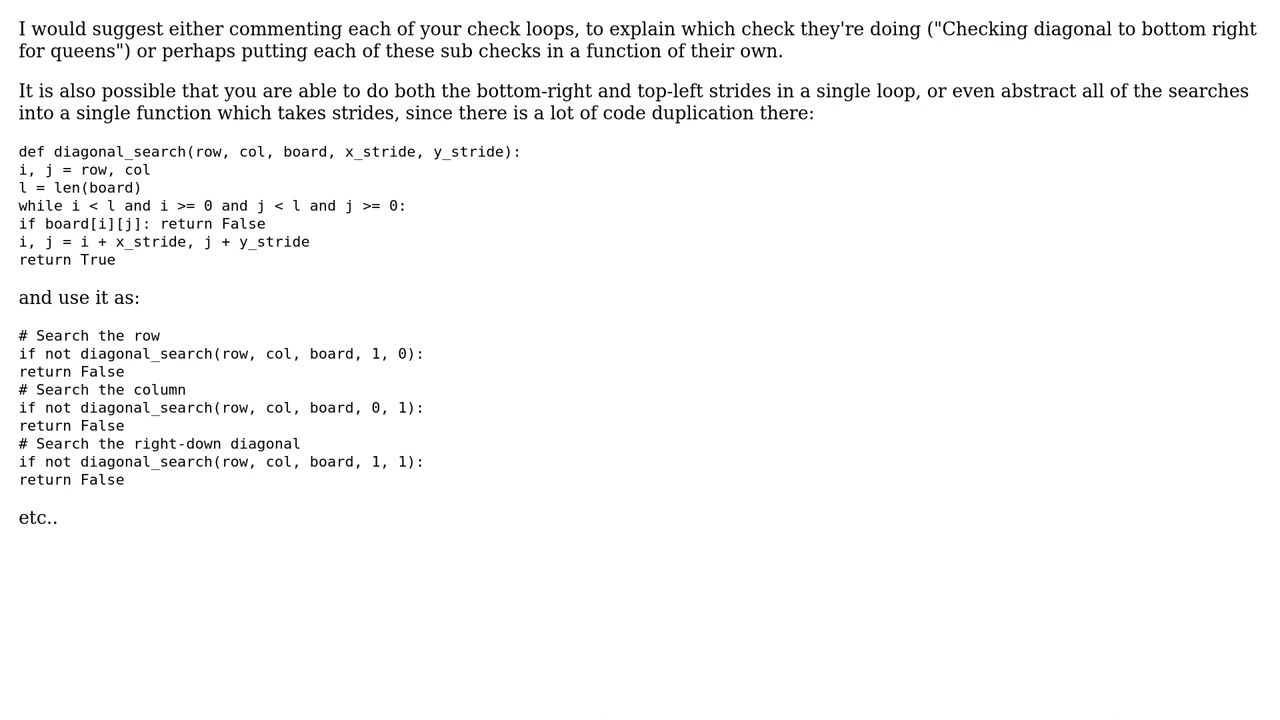 I would suggest either commenting each of your check loops, to explain which check they're doing ("Checking diagonal to bottom right
for queens") or perhaps putting each of these sub checks in a function of their own.
It is also possible that you are able to do both the bottom-right and top-left strides in a single loop, or even abstract all of the searches
into a single function which takes strides, since there is a lot of code duplication there:
def diagonal_search(row, col, board, x_stride, y_stride):
i, j = row, col
l = len(board)
while i < l and i >= 0 and j < l and j >= 0:
if board[i][j]: return False
i, j = i + x_stride, j + y_stride
return True
and use it as:
# Search the row
if not diagonal_search(row, col, board, 1, 0):
return False
# Search the column
if not diagonal_search(row, col, board, 0, 1):
return False
# Search the right-down diagonal
if not diagonal_search(row, col, board, 1, 1):
return False
etc..